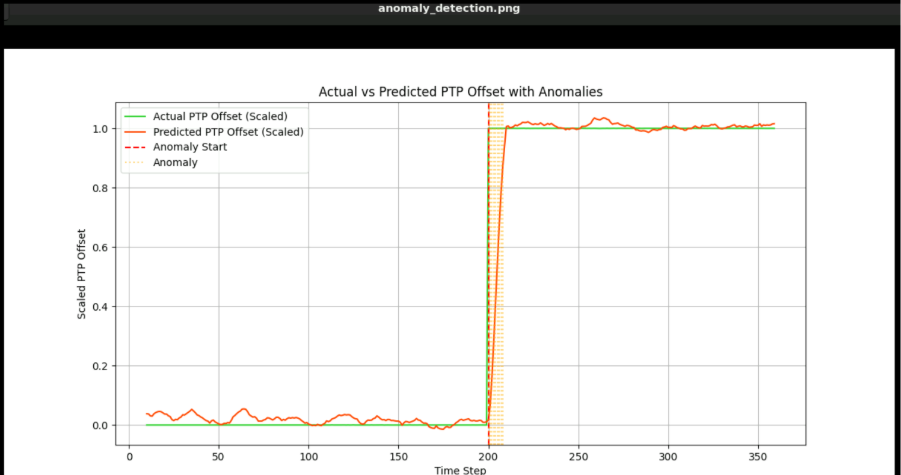 anomaly_detection.png
Actual vs Predicted PTP Offset with Anomalies
Actual PTP Offset (Scaled)
Predicted PTP Offset (Scaled)
Anomaly Start
Anomaly
Scaled PTP Offset
1.0
0.8
0.6
0.4
0.2
0.0
0 50 100 150 200 250 300 350
Time Step